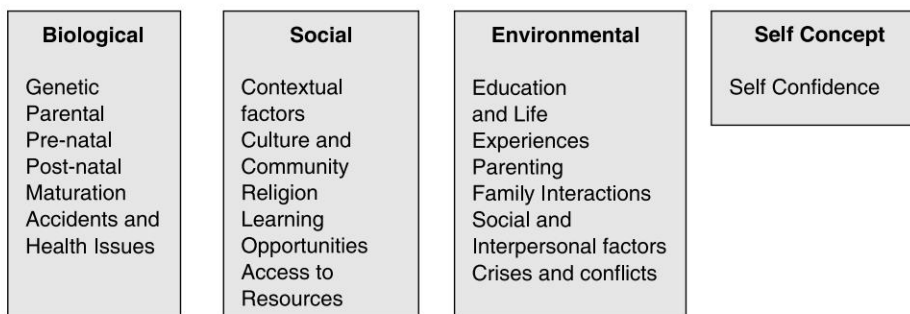 Biological
Genetic
Parental
Pre-natal
Post-natal
Maturation
Accidents and
Health Issues
Social
Contextual
factors
Culture and
Community
Religion
Learning
Opportunities
Access to
Resources
Environmental
Education
and Life
Experiences
Parenting
Family Interactions
Social and
Interpersonal factors
Crises and conflicts
Self Concept
Self Confidence